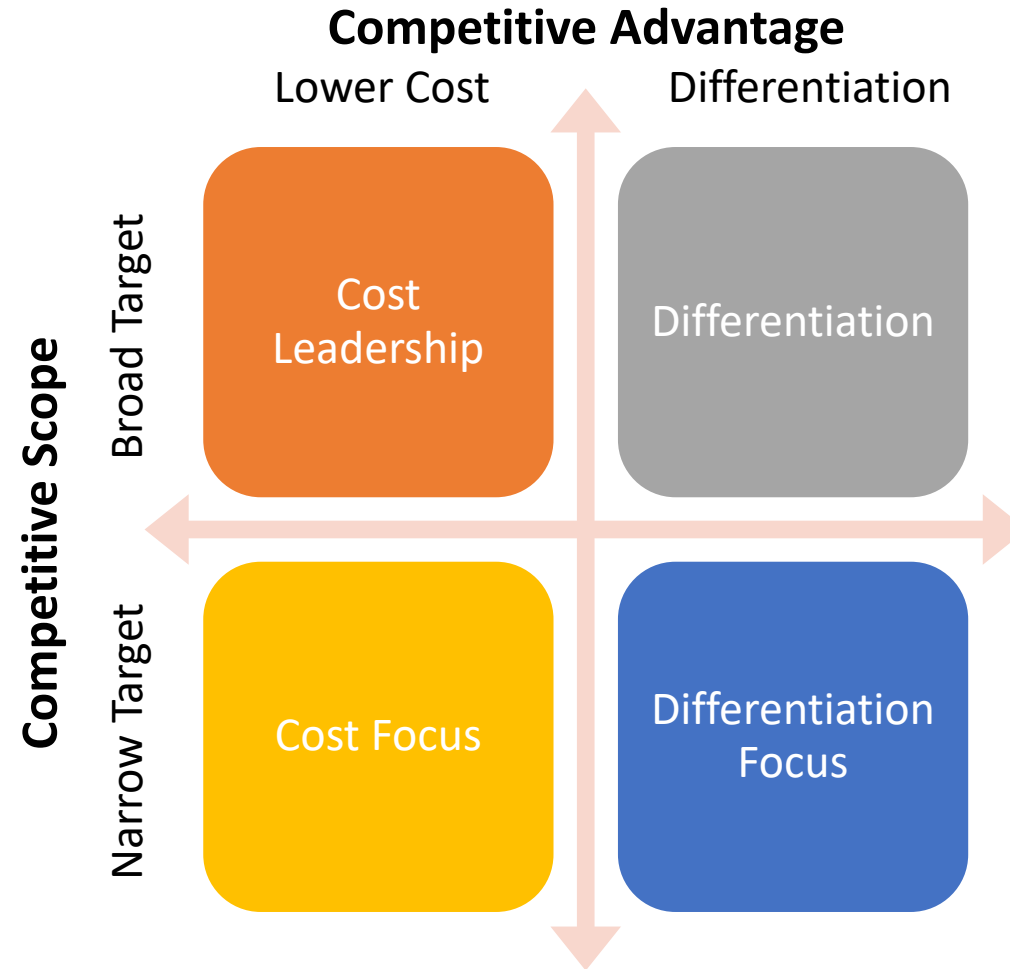 Competitive Advantage
Lower Cost
Differentiation
Competitive Scope
Broad Target
Cost
Leadership
Differentiation
Narrow Target
Cost Focus
Differentiation
Focus